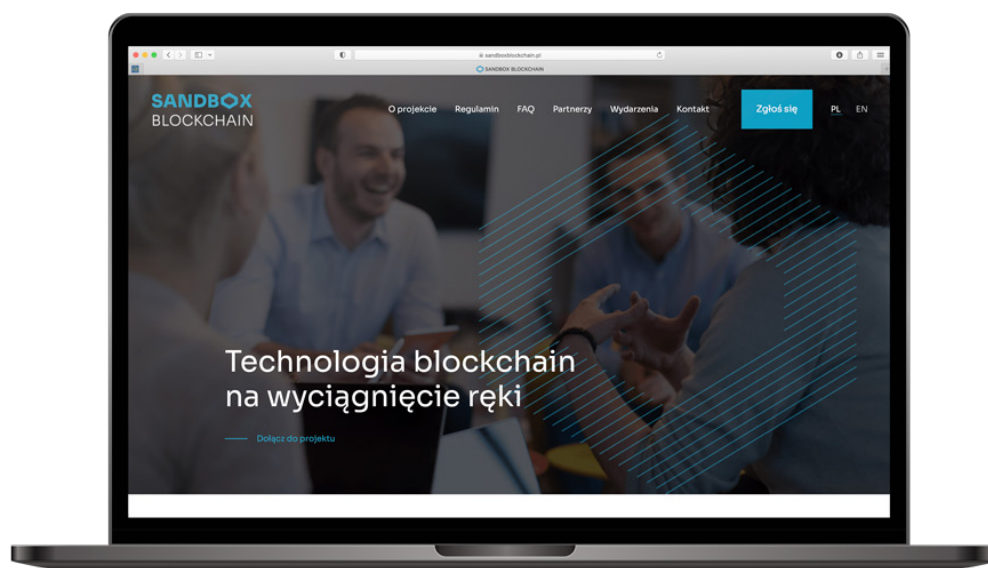 sandboxblockchain.pl
SANDBOX BLOCKCHAIN
SANDBOX
BLOCKCHAIN
O projekcie Regulamin FAQ Partnerzy Wydarzenia Kontakt Zgłoś się PL EN
Technologia blockchain
na wyciągnięcie ręki
Dołącz do projektu